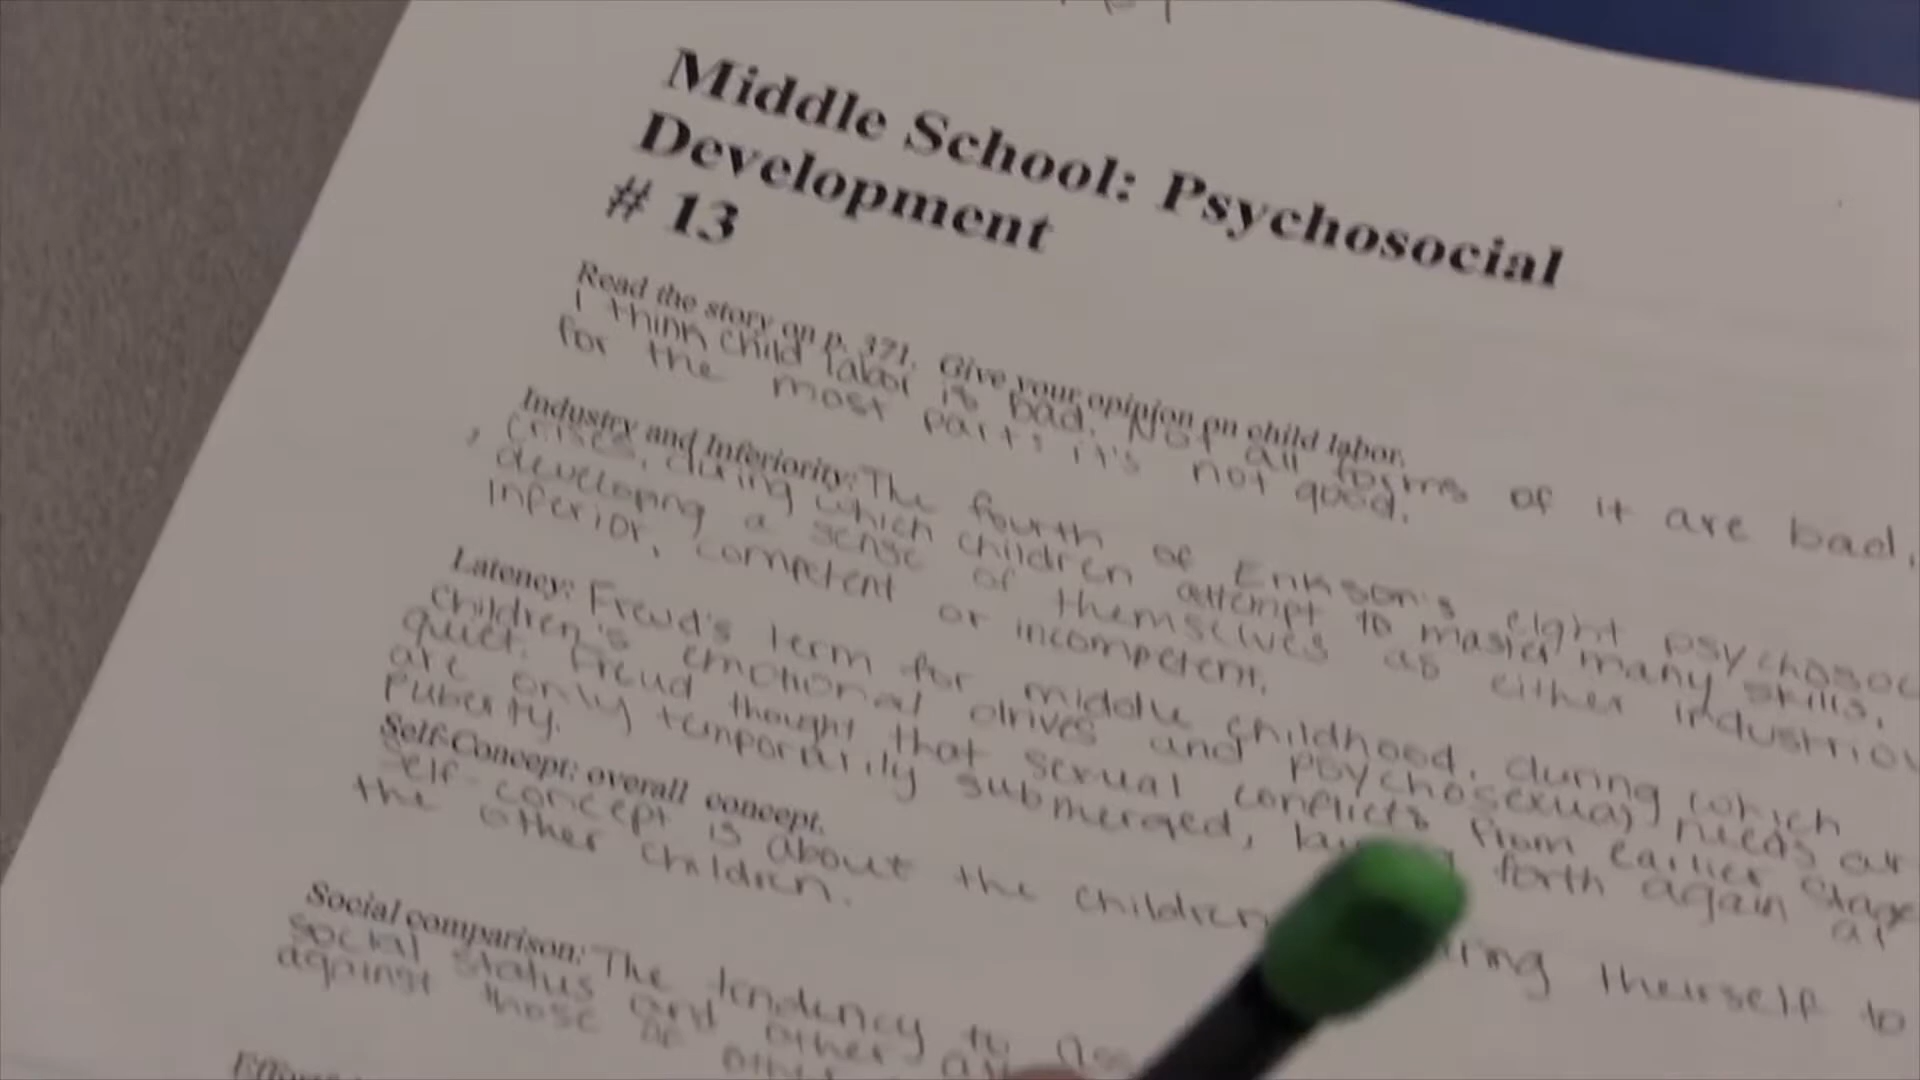 Middle School: Psychosocial
Development
# 13
Read the story on p. 371. Give your opinion on child labor.
I think child labor is bad. Not all forms of it are bad,
for the most part it's not good.
Industry and Inferiority: The fourth of Erikson's eight psychosoc
crises, during which children attempt to master many skills,
developing a sense of themselves as either industriou
inferior, competent or incompetent.
Latency: Freud's term for middle childhood, during which
children's emotional drives and psychosexual needs ar
quiet. Freud thought that sexual conflicts from earlier stage
are only temporarily submerged, forth again at
Puberty.
Self-Concept: overall concept.
Self-concept is about the children theirself to
the other children.
Social comparison: The tendency to
social status and other
against those of other